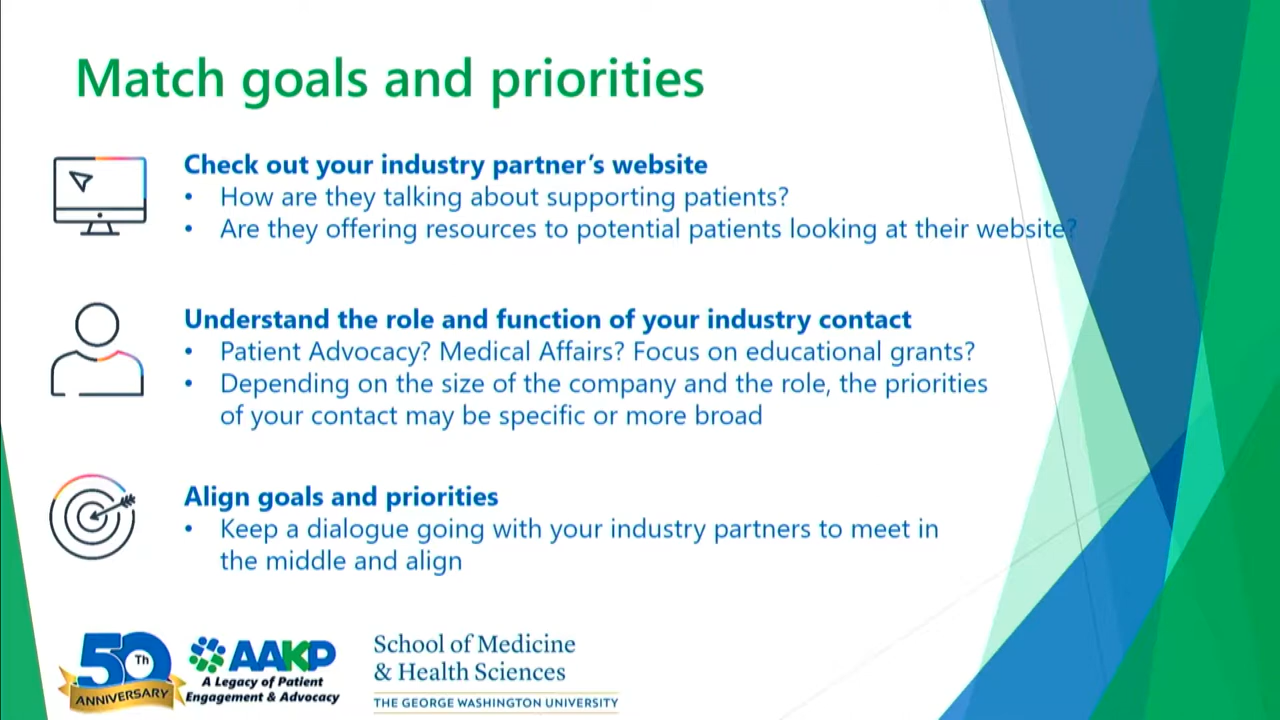 Match goals and priorities
Check out your industry partner’s website
• How are they talking about supporting patients?
• Are they offering resources to potential patients looking at their website?
Understand the role and function of your industry contact
• Patient Advocacy? Medical Affairs? Focus on educational grants?
• Depending on the size of the company and the role, the priorities
of your contact may be specific or more broad
Align goals and priorities
• Keep a dialogue going with your industry partners to meet in
the middle and align
50Th
ANNIVERSARY
AAKP
A Legacy of Patient
Engagement & Advocacy
School of Medicine
& Health Sciences
THE GEORGE WASHINGTON UNIVERSITY